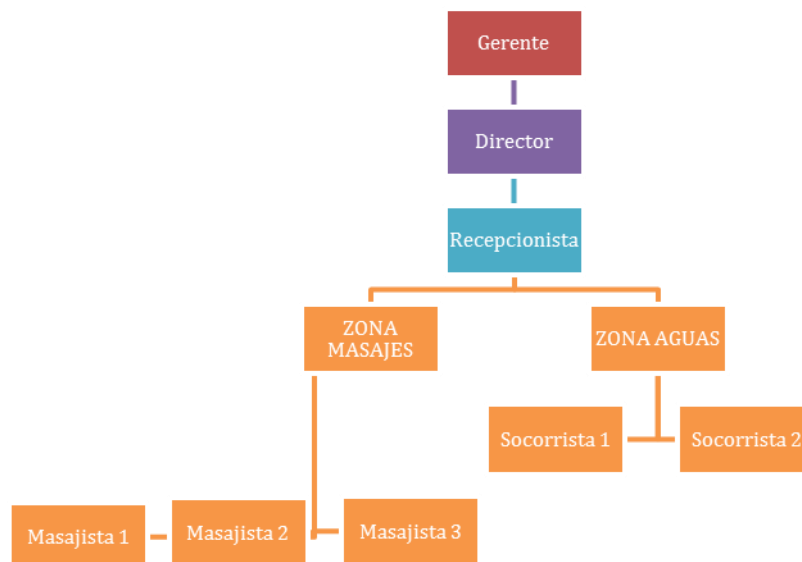 Gerente
Director
Recepcionista
ZONA
MASAJES
ZONA AGUAS
Socorrista 1
Socorrista 2
Masajista 1
Masajista 2
Masajista 3